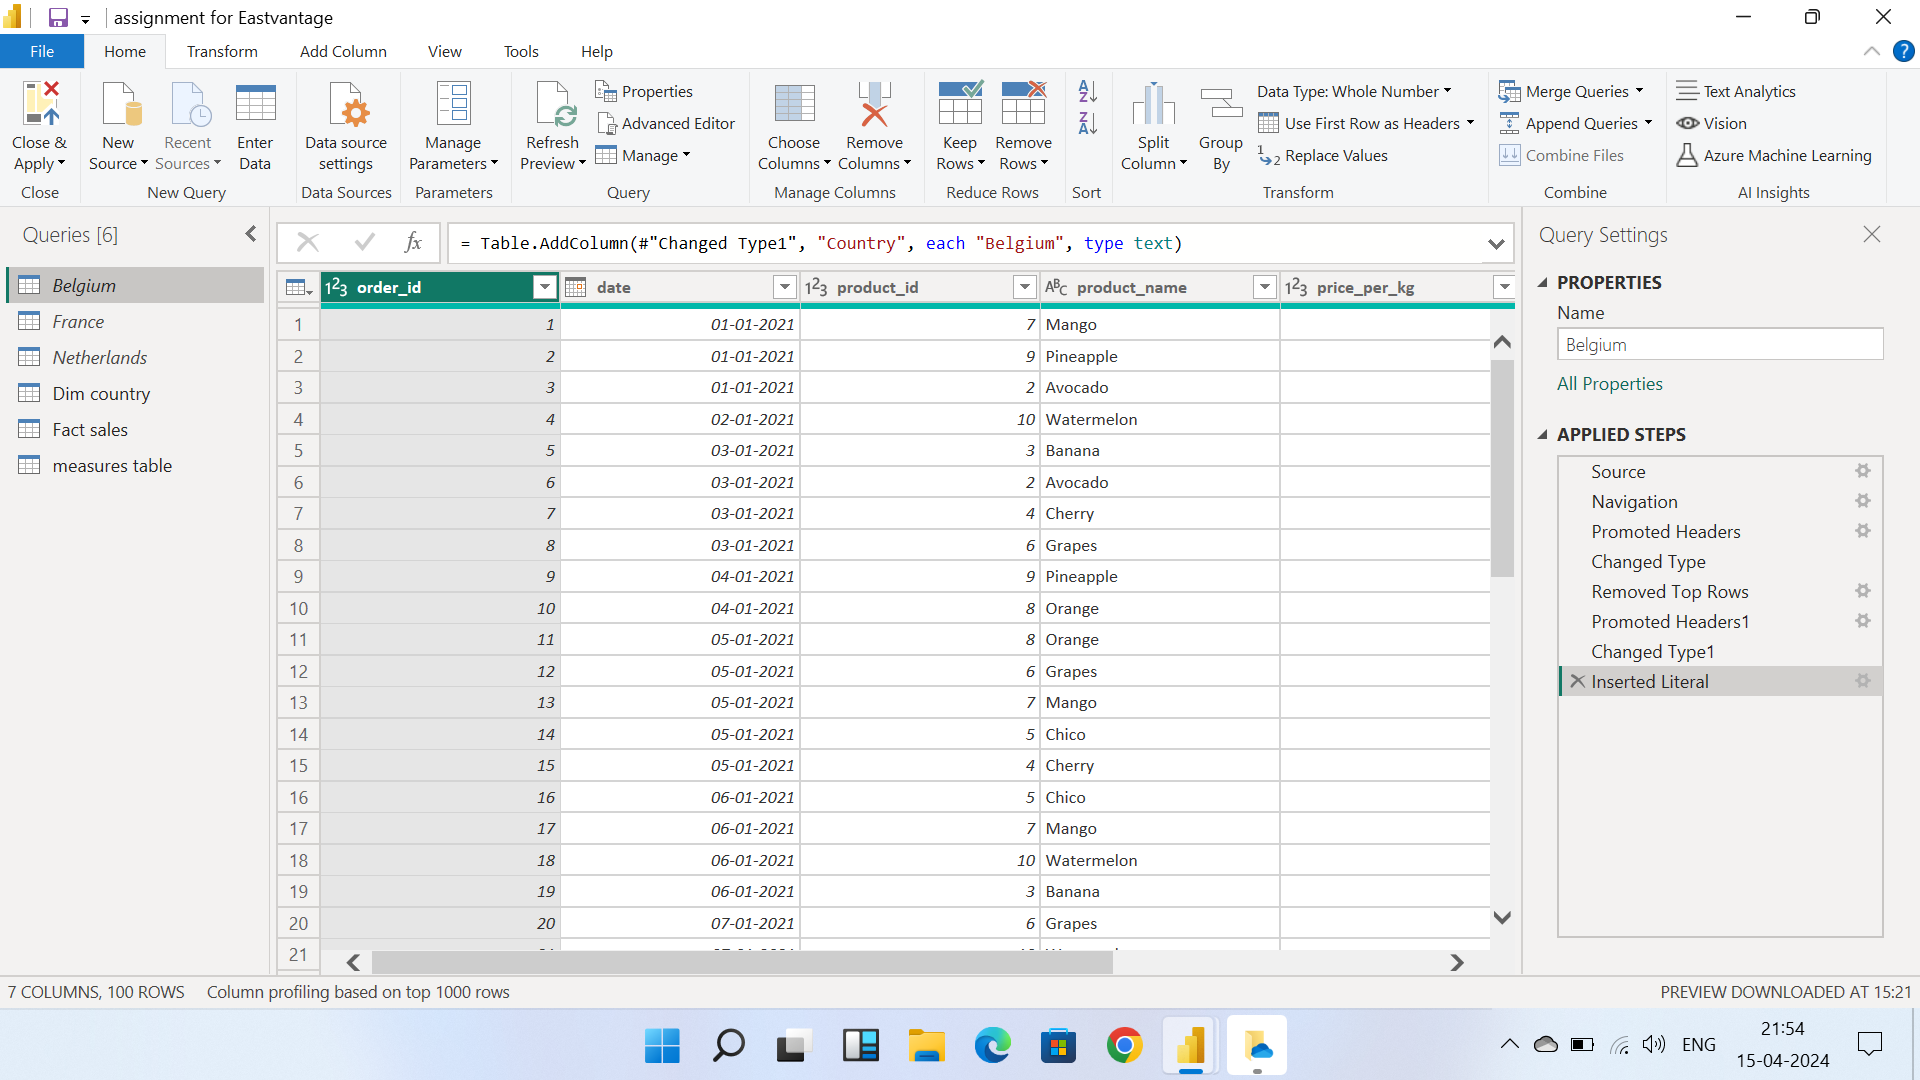 assignment for Eastvantage
File Home Transform Add Column View Tools Help
Close & Apply
Close
New Source
Recent Sources
Enter Data
New Query
Data source settings
Data Sources
Manage Parameters
Parameters
Refresh Preview
Properties
Advanced Editor
Manage
Query
Choose Columns
Remove Columns
Manage Columns
Keep Rows
Remove Rows
Reduce Rows
Sort
Split Column
Group By
Data Type: Whole Number
Use First Row as Headers
Replace Values
Transform
Merge Queries
Append Queries
Combine Files
Combine
Text Analytics
Vision
Azure Machine Learning
AI Insights
Queries [6]
Belgium
France
Netherlands
Dim country
Fact sales
measures table
fx = Table.AddColumn(#"Changed Type1", "Country", each "Belgium", type text)
order_id date product_id product_name price_per_kg
1 1 01-01-2021 7 Mango
2 2 01-01-2021 9 Pineapple
3 3 01-01-2021 2 Avocado
4 4 02-01-2021 10 Watermelon
5 5 03-01-2021 3 Banana
6 6 03-01-2021 2 Avocado
7 7 03-01-2021 4 Cherry
8 8 03-01-2021 6 Grapes
9 9 04-01-2021 9 Pineapple
10 10 04-01-2021 8 Orange
11 11 05-01-2021 8 Orange
12 12 05-01-2021 6 Grapes
13 13 05-01-2021 7 Mango
14 14 05-01-2021 5 Chico
15 15 05-01-2021 4 Cherry
16 16 06-01-2021 5 Chico
17 17 06-01-2021 7 Mango
18 18 06-01-2021 10 Watermelon
19 19 06-01-2021 3 Banana
20 20 07-01-2021 6 Grapes
21
Query Settings
PROPERTIES
Name
Belgium
All Properties
APPLIED STEPS
Source
Navigation
Promoted Headers
Changed Type
Removed Top Rows
Promoted Headers1
Changed Type1
Inserted Literal
7 COLUMNS, 100 ROWS Column profiling based on top 1000 rows
PREVIEW DOWNLOADED AT 15:21
ENG
21:54
15-04-2024